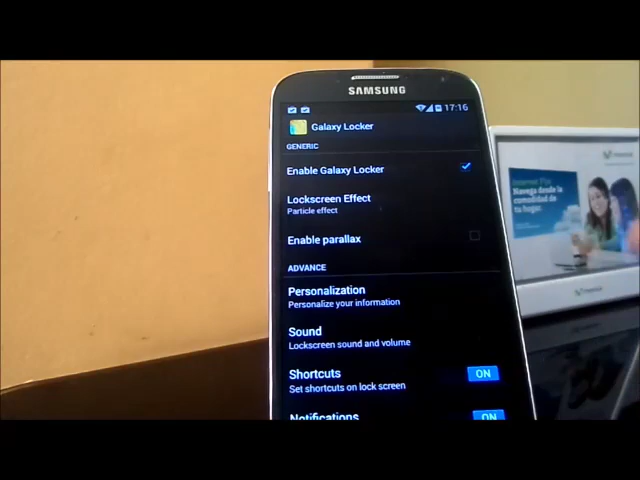 SAMSUNG
17:16
Galaxy Locker
GENERIC
Enable Galaxy Locker
Lockscreen Effect
Particle effect
Enable parallax
ADVANCE
Personalization
Personalize your information
Sound
Lockscreen sound and volume
Shortcuts
ON
Set shortcuts on lock screen
Notifications
ON
Navega desde la
comodidad de
tu hogar.